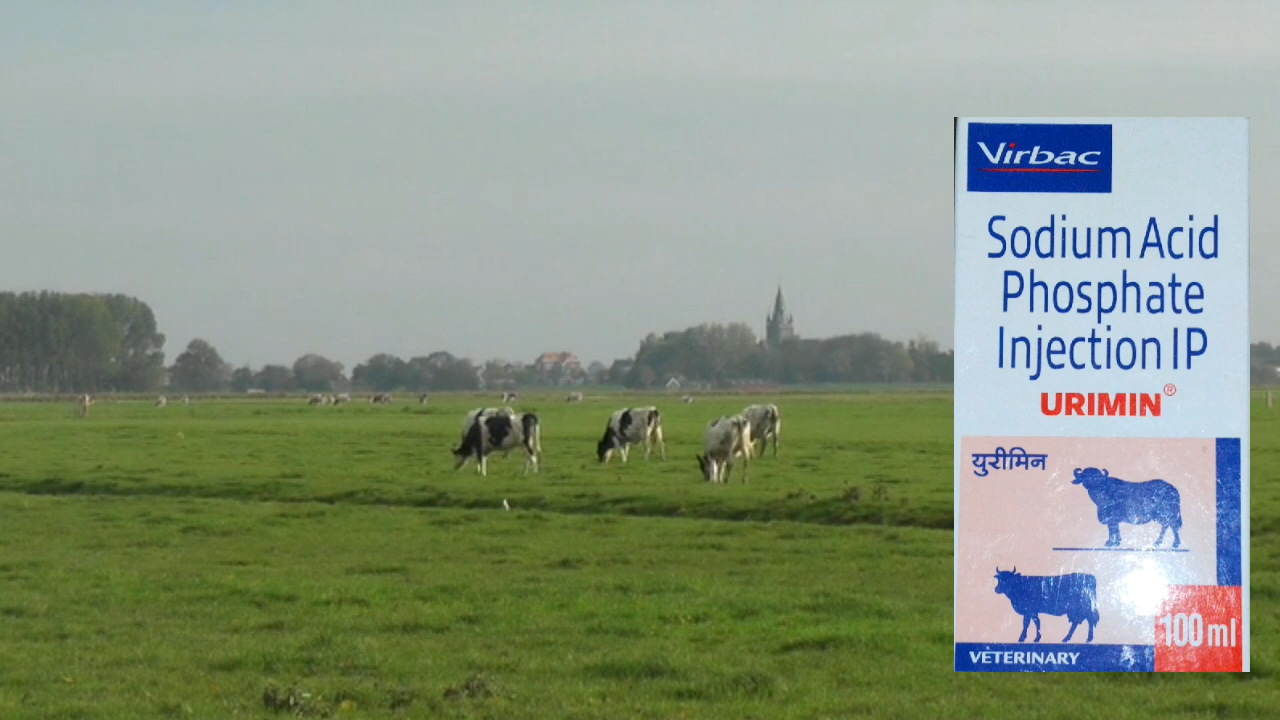 Virbac
Sodium Acid
Phosphate
Injection IP
URIMIN®
युरीमिन
100 ml
VETERINARY